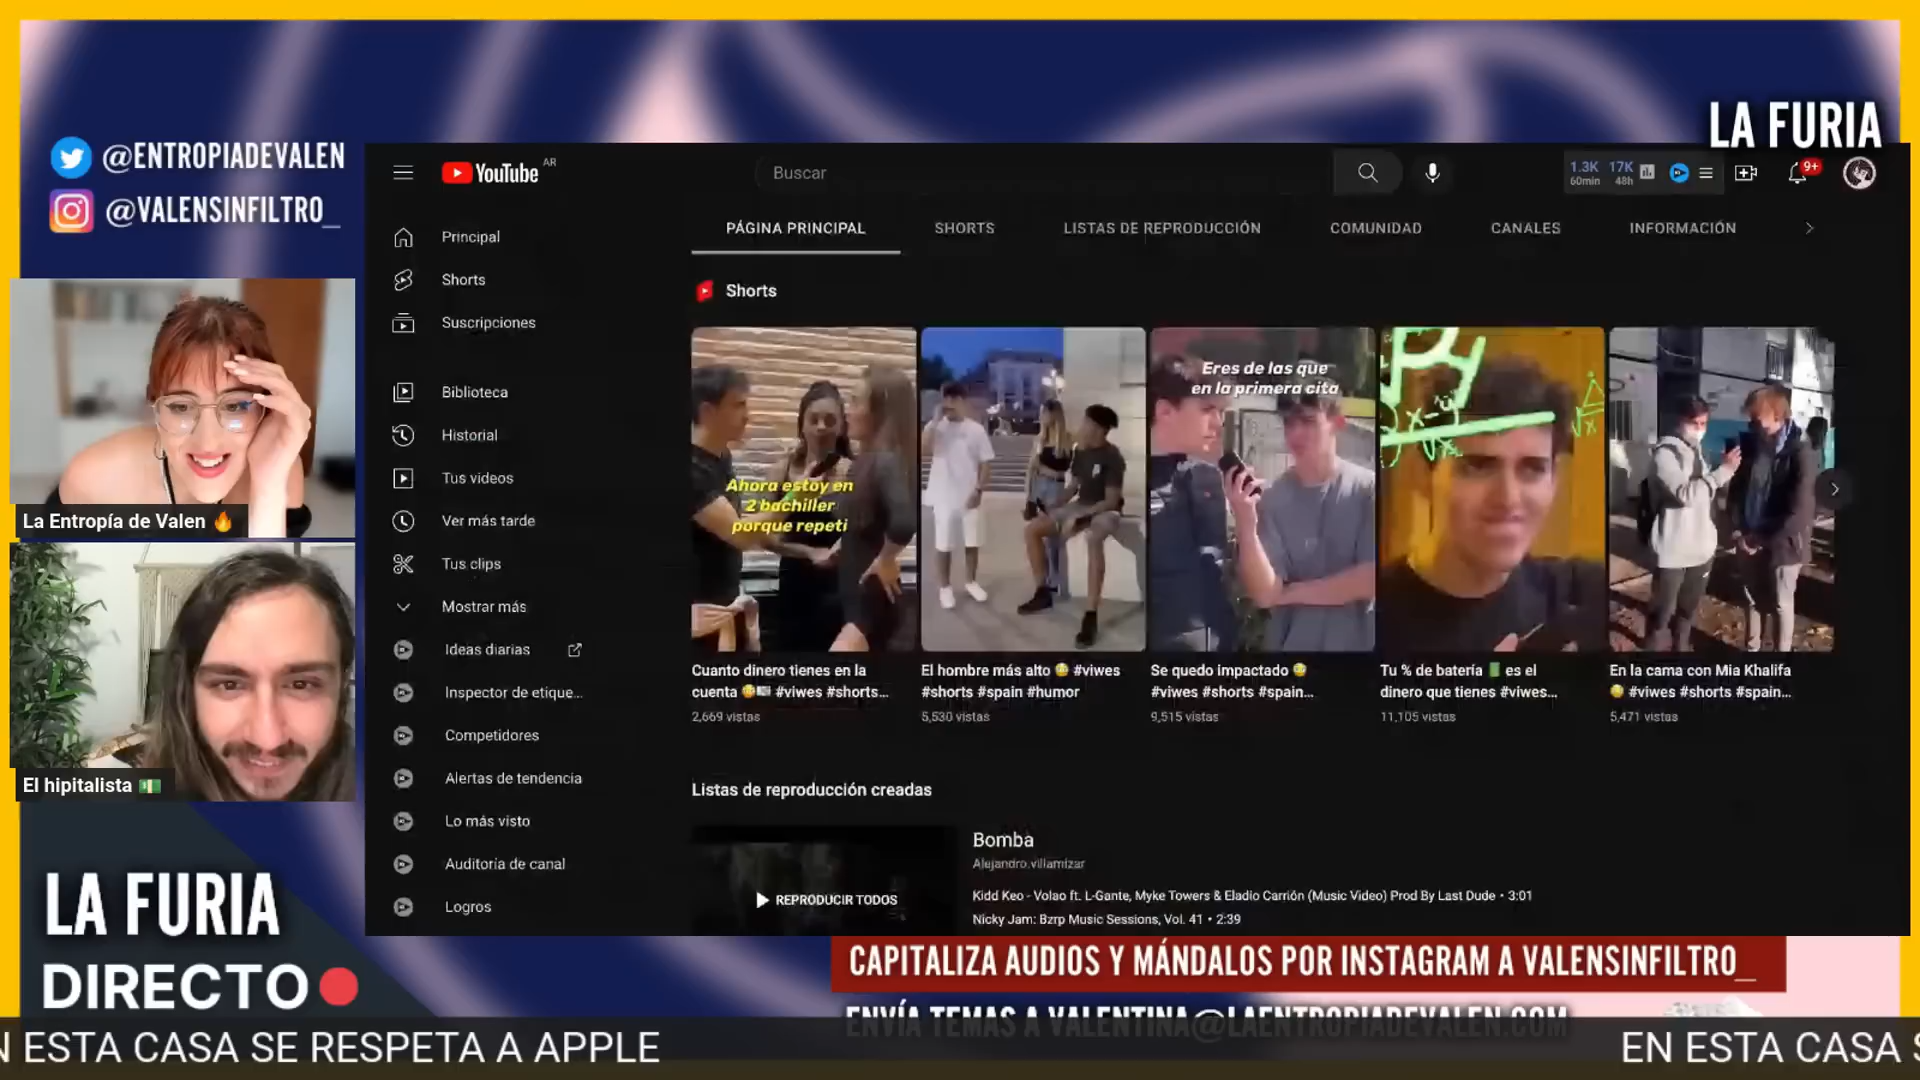 LA FURIA
@ENTROPIADEVALEN
@VALENSINFILTRO_
YouTube AR
Buscar
1.3K 17K
60min 48h
9+
PÁGINA PRINCIPAL
SHORTS
LISTAS DE REPRODUCCIÓN
COMUNIDAD
CANALES
INFORMACIÓN
Principal
Shorts
Suscripciones
Biblioteca
Historial
Tus videos
Ver más tarde
Tus clips
Mostrar más
Ideas diarias
Inspector de etique...
Competidores
Alertas de tendencia
Lo más visto
Auditoría de canal
Logros
Shorts
Ahora estoy en
2 bachiller
porque repeti
Eres de las que
en la primera cita
Cuanto dinero tienes en la
cuenta 😳💵 #viwes #shorts...
2,669 vistas
El hombre más alto 😳 #viwes
#shorts #spain #humor
5,530 vistas
Se quedo impactado 😳
#viwes #shorts #spain...
9,515 vistas
Tu % de batería 🔋 es el
dinero que tienes #viwes...
11,105 vistas
En la cama con Mia Khalifa
😳 #viwes #shorts #spain...
5,471 vistas
Listas de reproducción creadas
REPRODUCIR TODOS
Bomba
Alejandro.villamizar
Kidd Keo - Volao ft. L-Gante, Myke Towers & Eladio Carrión (Music Video) Prod By Last Dude • 3:01
Nicky Jam: Bzrp Music Sessions, Vol. 41 • 2:39
La Entropía de Valen 🔥
El hipitalista 💵
LA FURIA
DIRECTO
CAPITALIZA AUDIOS Y MÁNDALOS POR INSTAGRAM A VALENSINFILTRO_
ENVÍA TEMAS A VALENTINA@LAENTROPIADEVALEN.COM
N ESTA CASA SE RESPETA A APPLE
EN ESTA CASA S